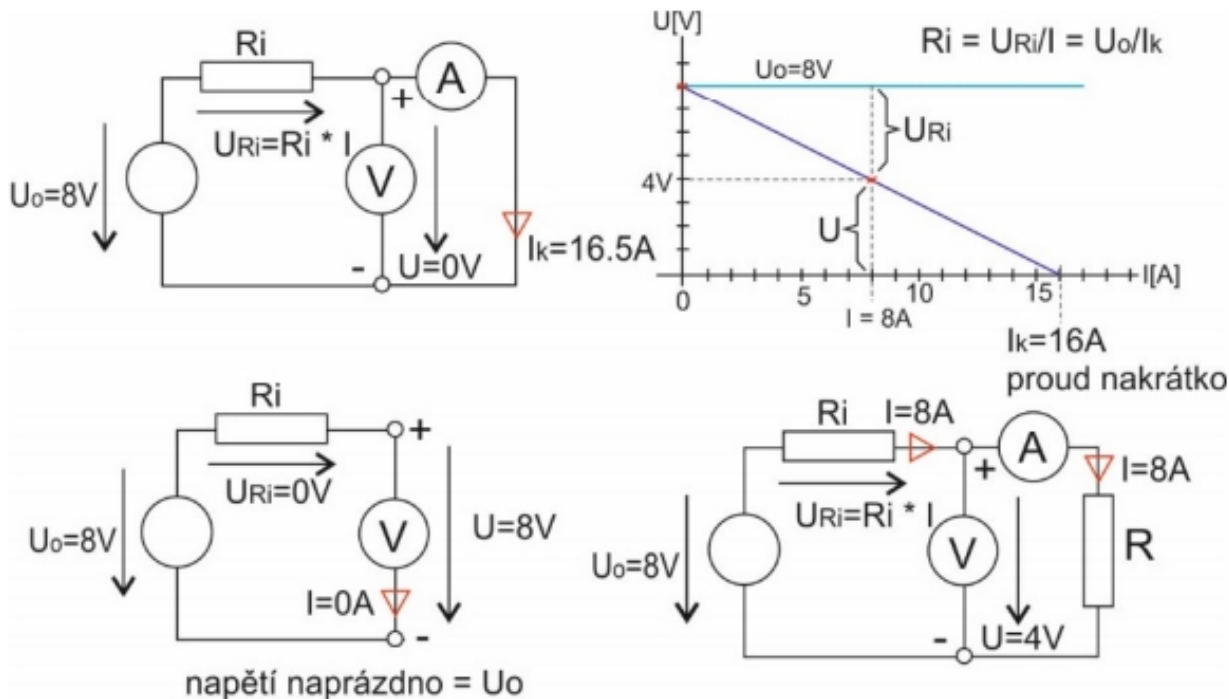 Ri
A
+
URi=Ri * I
V
Uo=8V
-
U=0V
Ik=16.5A
U[V]
Ri = URi/I = Uo/Ik
Uo=8V
URi
4V
U
0
5
10
15
I[A]
I = 8A
Ik=16A
proud nakrátko
Ri
+
URi=0V
V
Uo=8V
U=8V
I=0A
-
napětí naprázdno = Uo
Ri
I=8A
A
+
I=8A
URi=Ri * I
V
R
Uo=8V
-
U=4V